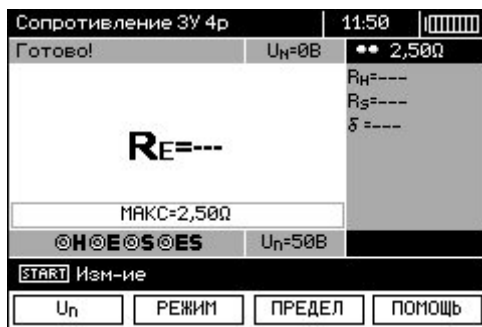 Сопротивление ЗУ 4р 11:50
Готово! UN=0В 2,50Ω
RH=---
RS=---
δ =---
RE=---
МАКС=2,50Ω
HESES Un=50В
START Изм-ие
Un РЕЖИМ ПРЕДЕЛ ПОМОЩЬ